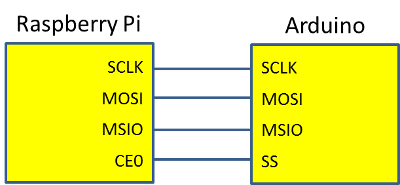 Raspberry Pi
Arduino
SCLK
SCLK
MOSI
MOSI
MSIO
MSIO
CE0
SS